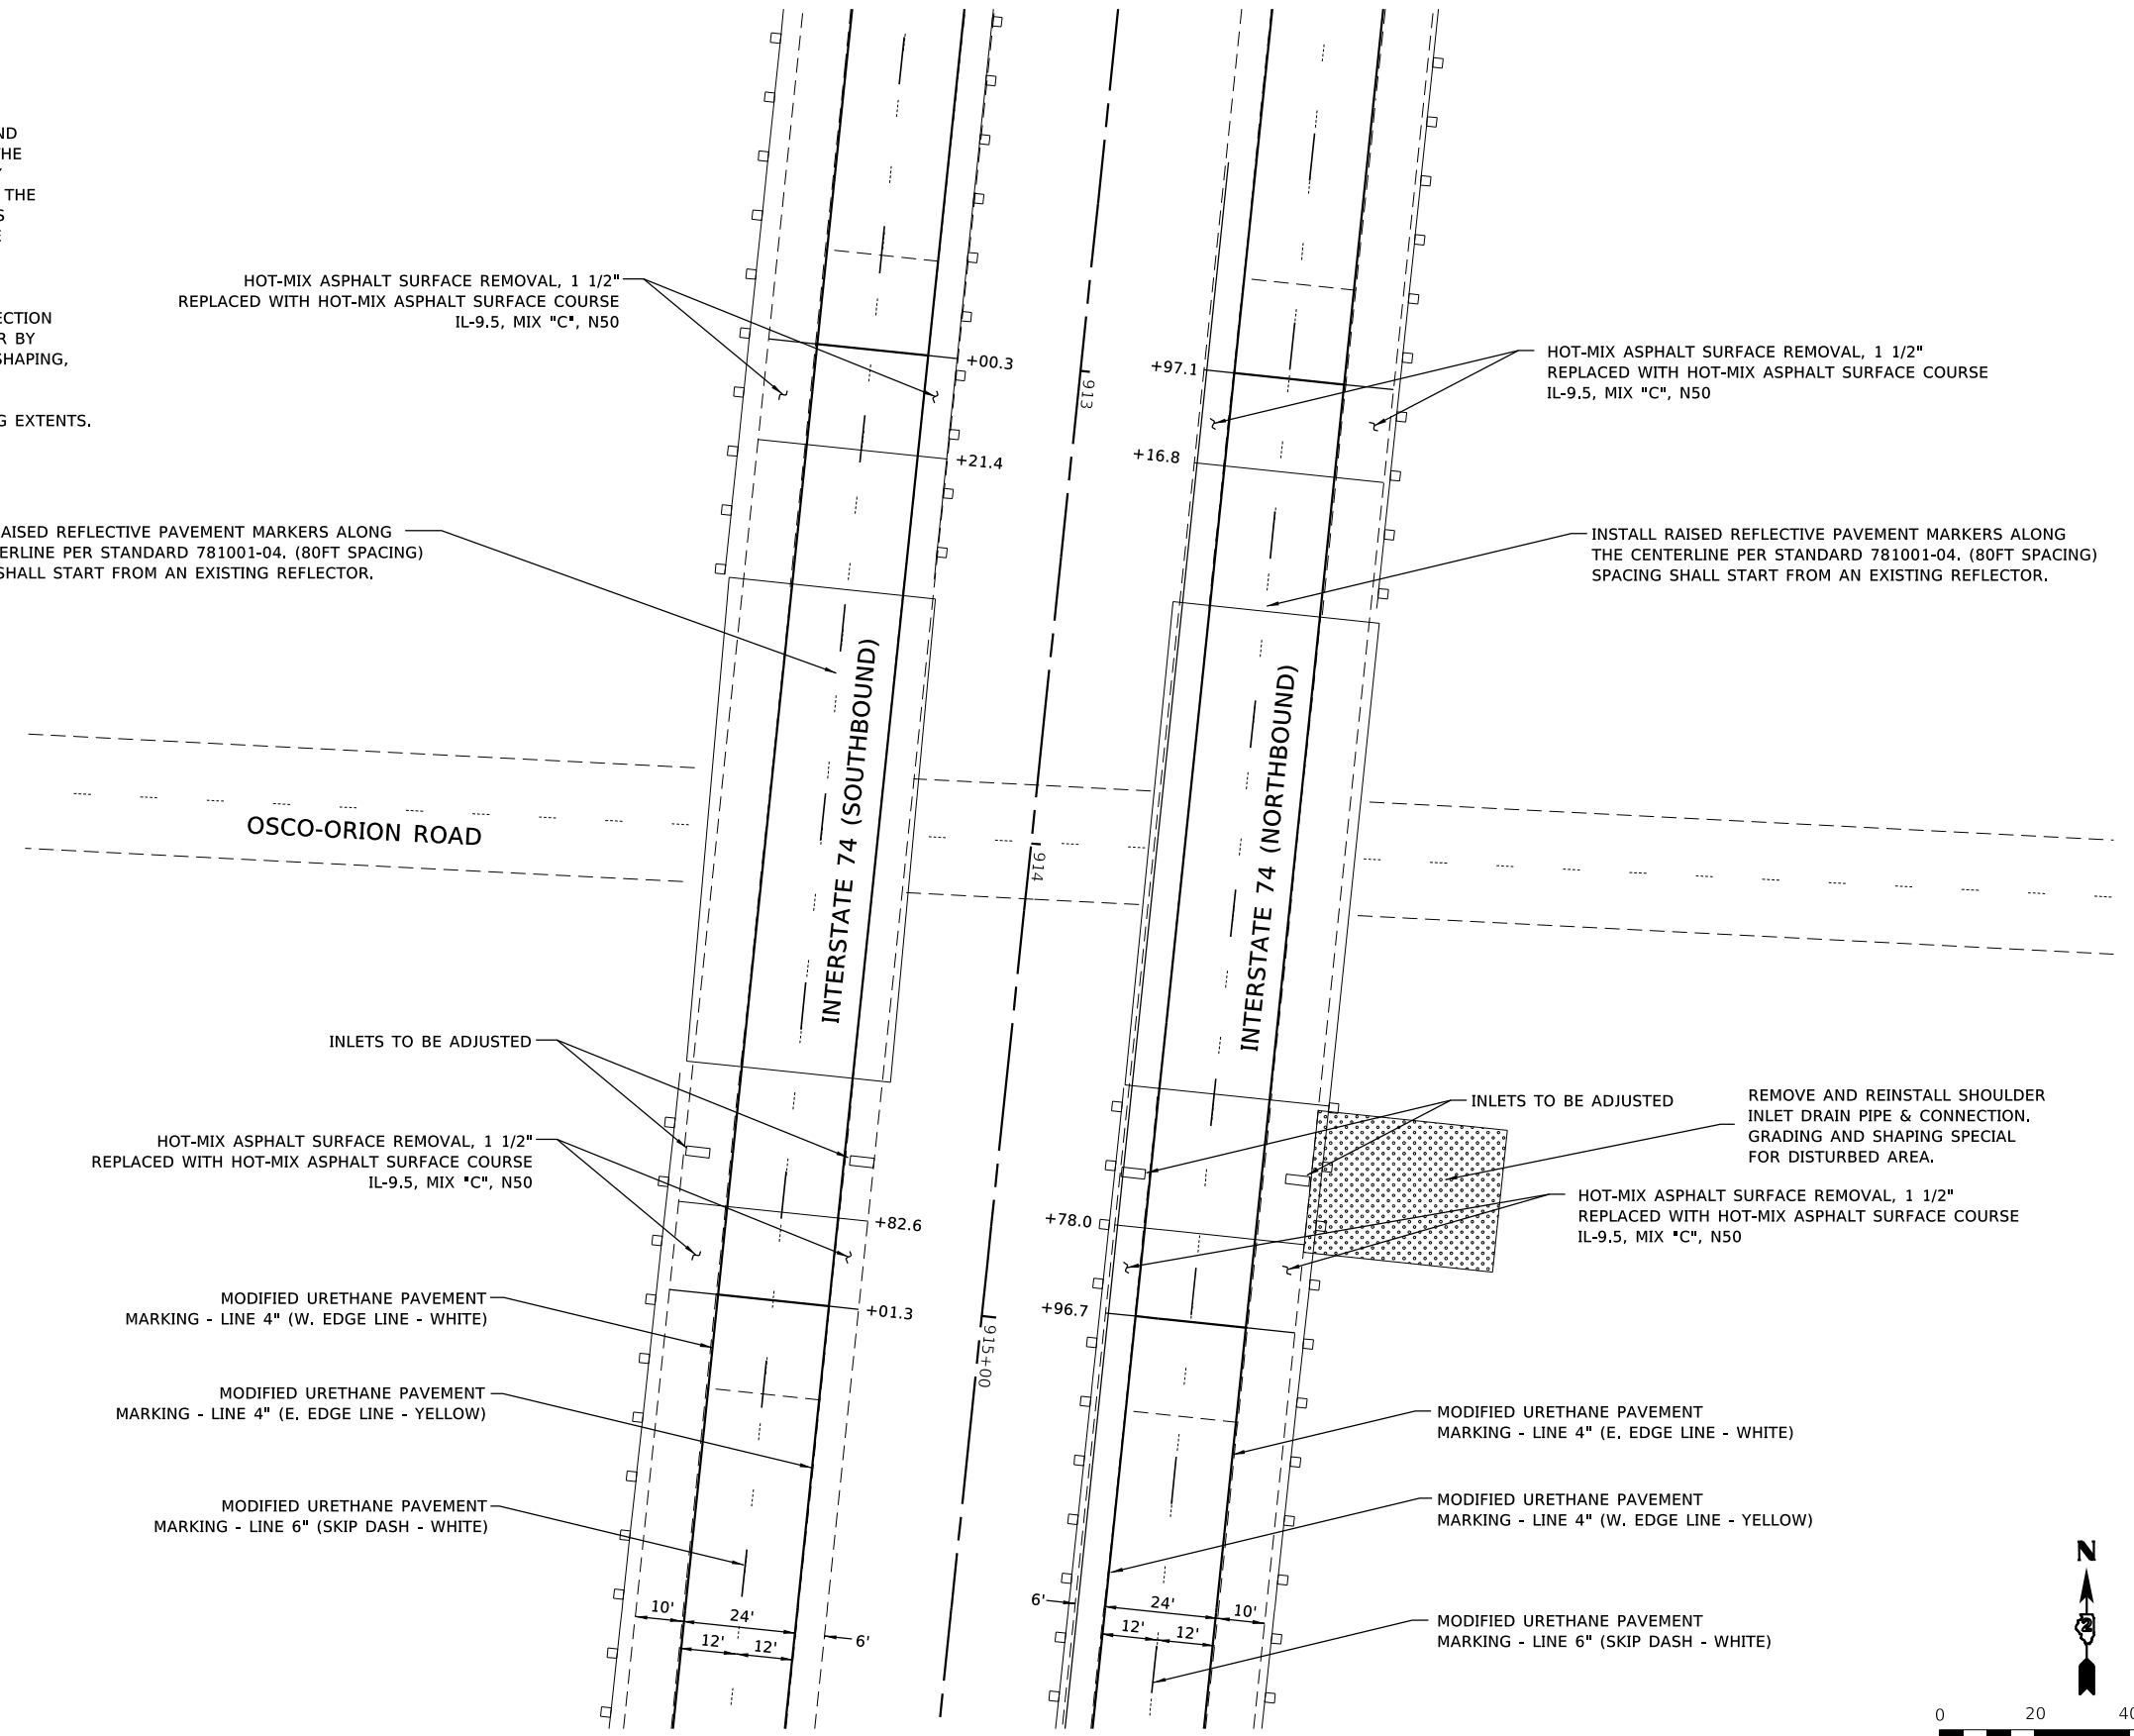 ND
THE
THE
S
ECTION
R BY
SHAPING,
G EXTENTS.
HOT-MIX ASPHALT SURFACE REMOVAL, 1 1/2"
REPLACED WITH HOT-MIX ASPHALT SURFACE COURSE
IL-9.5, MIX "C", N50
+00.3
+21.4
913
+97.1
+16.8
HOT-MIX ASPHALT SURFACE REMOVAL, 1 1/2"
REPLACED WITH HOT-MIX ASPHALT SURFACE COURSE
IL-9.5, MIX "C", N50
AISED REFLECTIVE PAVEMENT MARKERS ALONG
ERLINE PER STANDARD 781001-04. (80FT SPACING)
SHALL START FROM AN EXISTING REFLECTOR.
INSTALL RAISED REFLECTIVE PAVEMENT MARKERS ALONG
THE CENTERLINE PER STANDARD 781001-04. (80FT SPACING)
SPACING SHALL START FROM AN EXISTING REFLECTOR.
INTERSTATE 74 (SOUTHBOUND)
INTERSTATE 74 (NORTHBOUND)
OSCO-ORION ROAD
914
INLETS TO BE ADJUSTED
HOT-MIX ASPHALT SURFACE REMOVAL, 1 1/2"
REPLACED WITH HOT-MIX ASPHALT SURFACE COURSE
IL-9.5, MIX "C", N50
+82.6
+01.3
+78.0
+96.7
915+00
INLETS TO BE ADJUSTED
REMOVE AND REINSTALL SHOULDER
INLET DRAIN PIPE & CONNECTION.
GRADING AND SHAPING SPECIAL
FOR DISTURBED AREA.
HOT-MIX ASPHALT SURFACE REMOVAL, 1 1/2"
REPLACED WITH HOT-MIX ASPHALT SURFACE COURSE
IL-9.5, MIX "C", N50
MODIFIED URETHANE PAVEMENT
MARKING - LINE 4" (W. EDGE LINE - WHITE)
MODIFIED URETHANE PAVEMENT
MARKING - LINE 4" (E. EDGE LINE - YELLOW)
MODIFIED URETHANE PAVEMENT
MARKING - LINE 6" (SKIP DASH - WHITE)
MODIFIED URETHANE PAVEMENT
MARKING - LINE 4" (E. EDGE LINE - WHITE)
MODIFIED URETHANE PAVEMENT
MARKING - LINE 4" (W. EDGE LINE - YELLOW)
MODIFIED URETHANE PAVEMENT
MARKING - LINE 6" (SKIP DASH - WHITE)
10'
24'
12'
12'
6'
6'
24'
10'
12'
12'
N
2
0
20
40